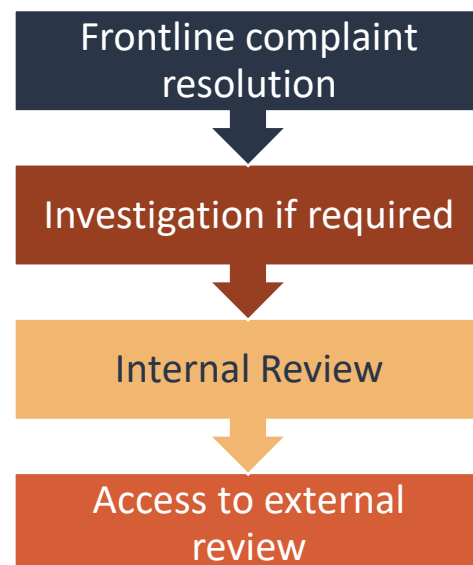 Frontline complaint
resolution
Investigation if required
Internal Review
Access to external
review